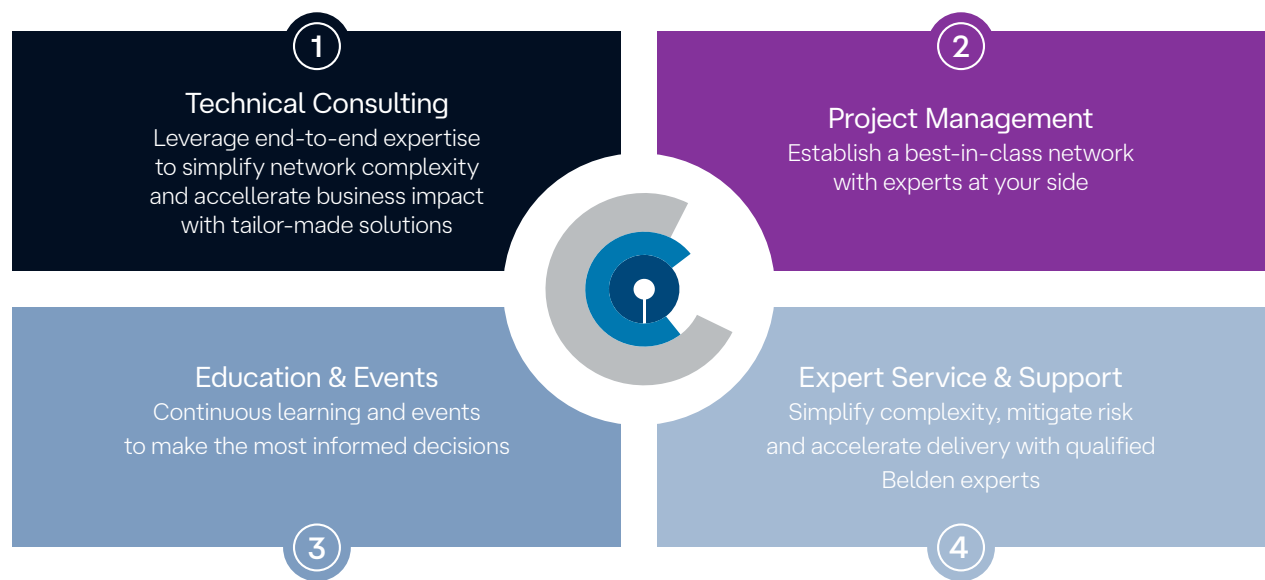 1
Technical Consulting
Leverage end-to-end expertise
to simplify network complexity
and accellerate business impact
with tailor-made solutions
2
Project Management
Establish a best-in-class network
with experts at your side
Education & Events
Continuous learning and events
to make the most informed decisions
3
Expert Service & Support
Simplify complexity, mitigate risk
and accelerate delivery with qualified
Belden experts
4